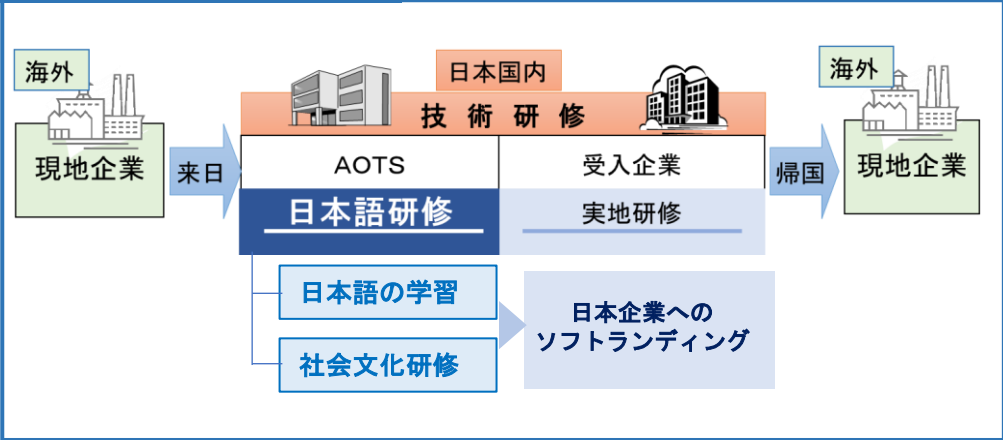 海外
現地企業
来日
日本国内
技術研修
AOTS
受入企業
日本語研修
実地研修
帰国
海外
現地企業
日本語の学習
社会文化研修
日本企業への
ソフトランディング